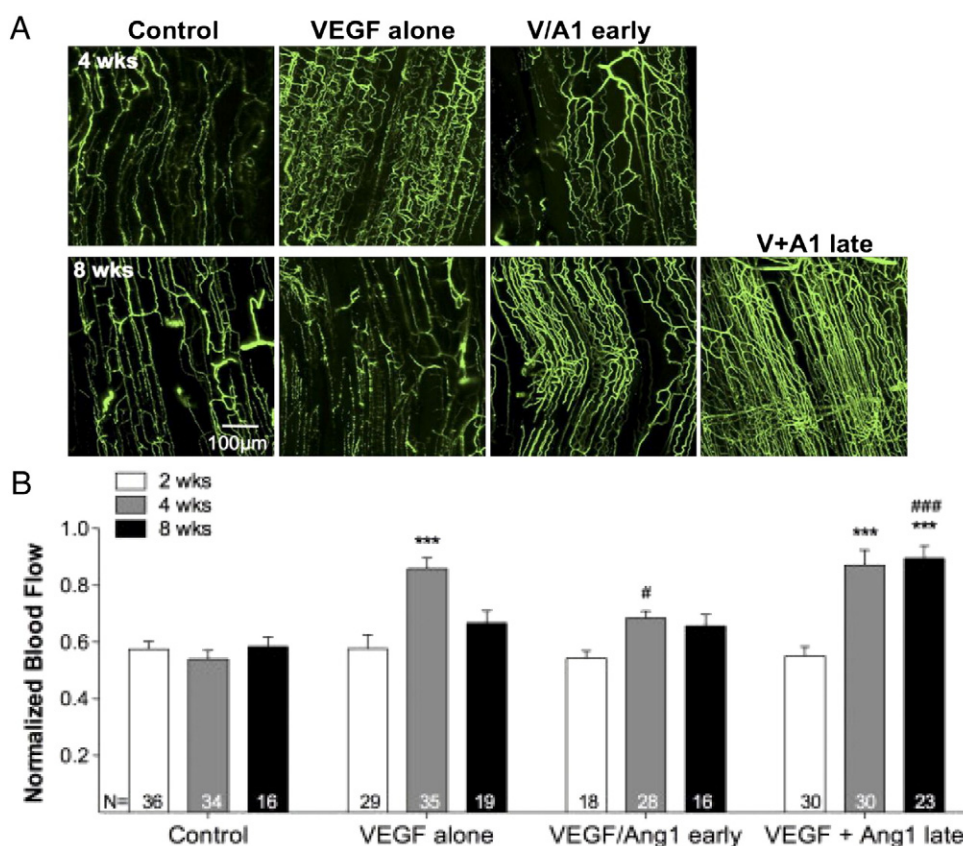 A
Control
VEGF alone
V/A1 early
4 wks
V+A1 late
8 wks
100µm
B
2 wks
4 wks
8 wks
Normalized Blood Flow
1.0
0.8
0.6
0.4
0.2
***
#
***
###
***
N= 36 34 16 29 35 19 18 28 16 30 30 23
Control VEGF alone VEGF/Ang1 early VEGF + Ang1 late